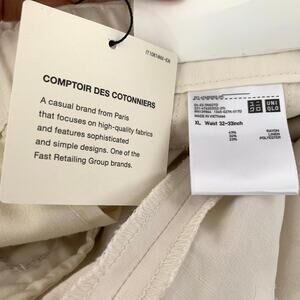 COMPTOIR DES COTONNIERS
A casual brand from Paris
that focuses on high-quality fabrics
and features sophisticated
and simple designs. One of the
Fast Retailing Group brands.
UNI
QLO
MADE IN VIETNAM
XL Waist 32-33inch
RAYON
LINEN
POLYESTER